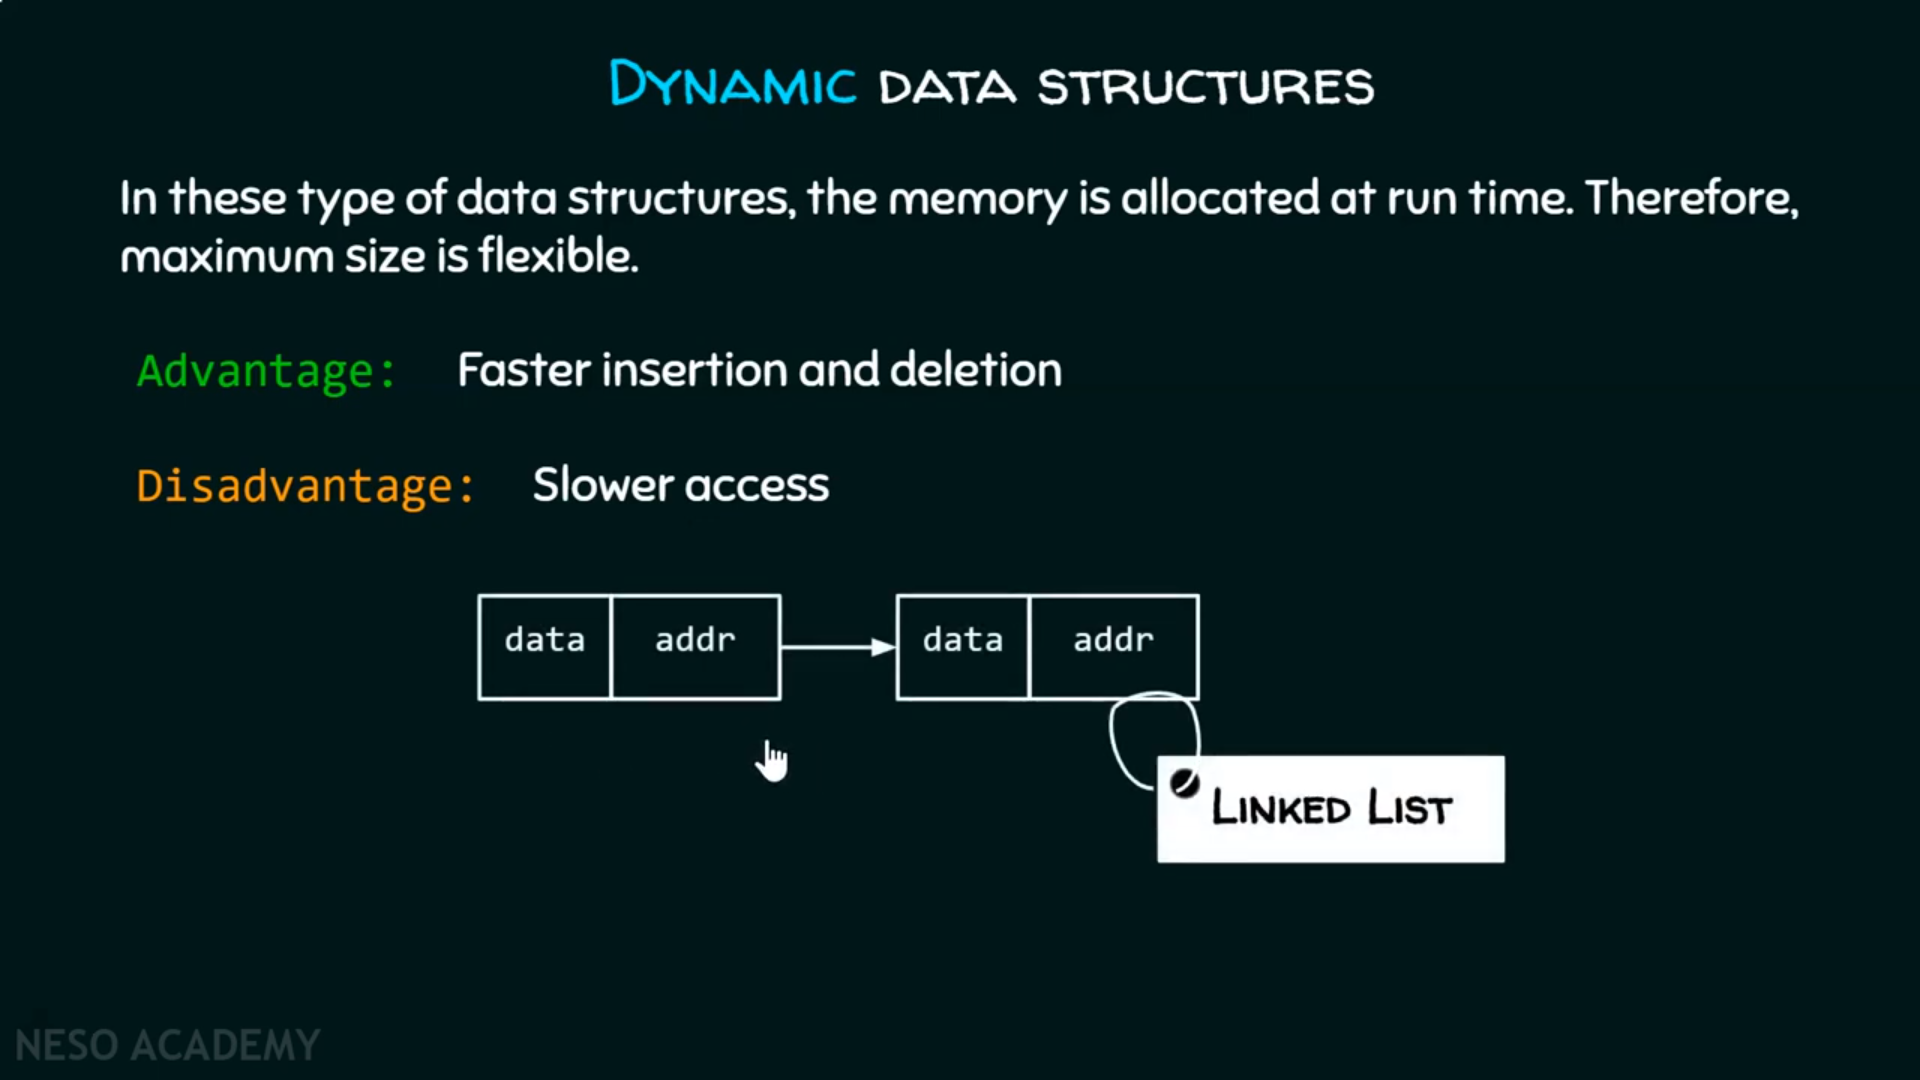 DYNAMIC DATA STRUCTURES
In these type of data structures, the memory is allocated at run time. Therefore,
maximum size is flexible.
Advantage: Faster insertion and deletion
Disadvantage: Slower access
data addr data addr
LINKED LIST
NESO ACADEMY